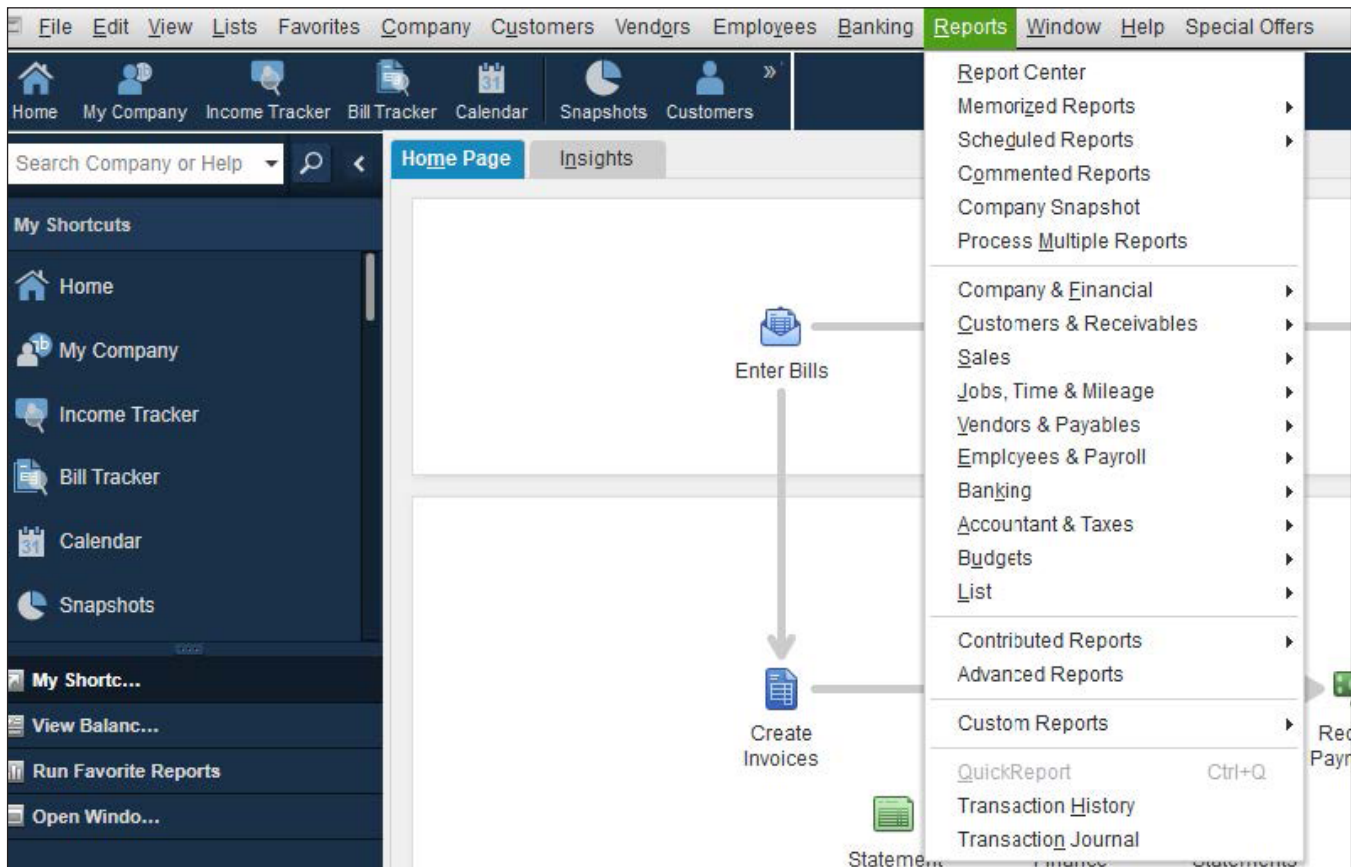 File Edit View Lists Favorites Company Customers Vendors Employees Banking Reports Window Help Special Offers
Home My Company Income Tracker Bill Tracker Calendar Snapshots Customers »
31
Search Company or Help
Home Page Insights
My Shortcuts
Home
My Company
Income Tracker
Bill Tracker
31 Calendar
Snapshots
My Shortc...
View Balanc...
Run Favorite Reports
Open Windo...
Enter Bills
Create
Invoices
Report Center
Memorized Reports
Scheduled Reports
Commented Reports
Company Snapshot
Process Multiple Reports
Company & Financial
Customers & Receivables
Sales
Jobs, Time & Mileage
Vendors & Payables
Employees & Payroll
Banking
Accountant & Taxes
Budgets
List
Contributed Reports
Advanced Reports
Custom Reports
QuickReport Ctrl+Q
Transaction History
Transaction Journal
Rec
Payr